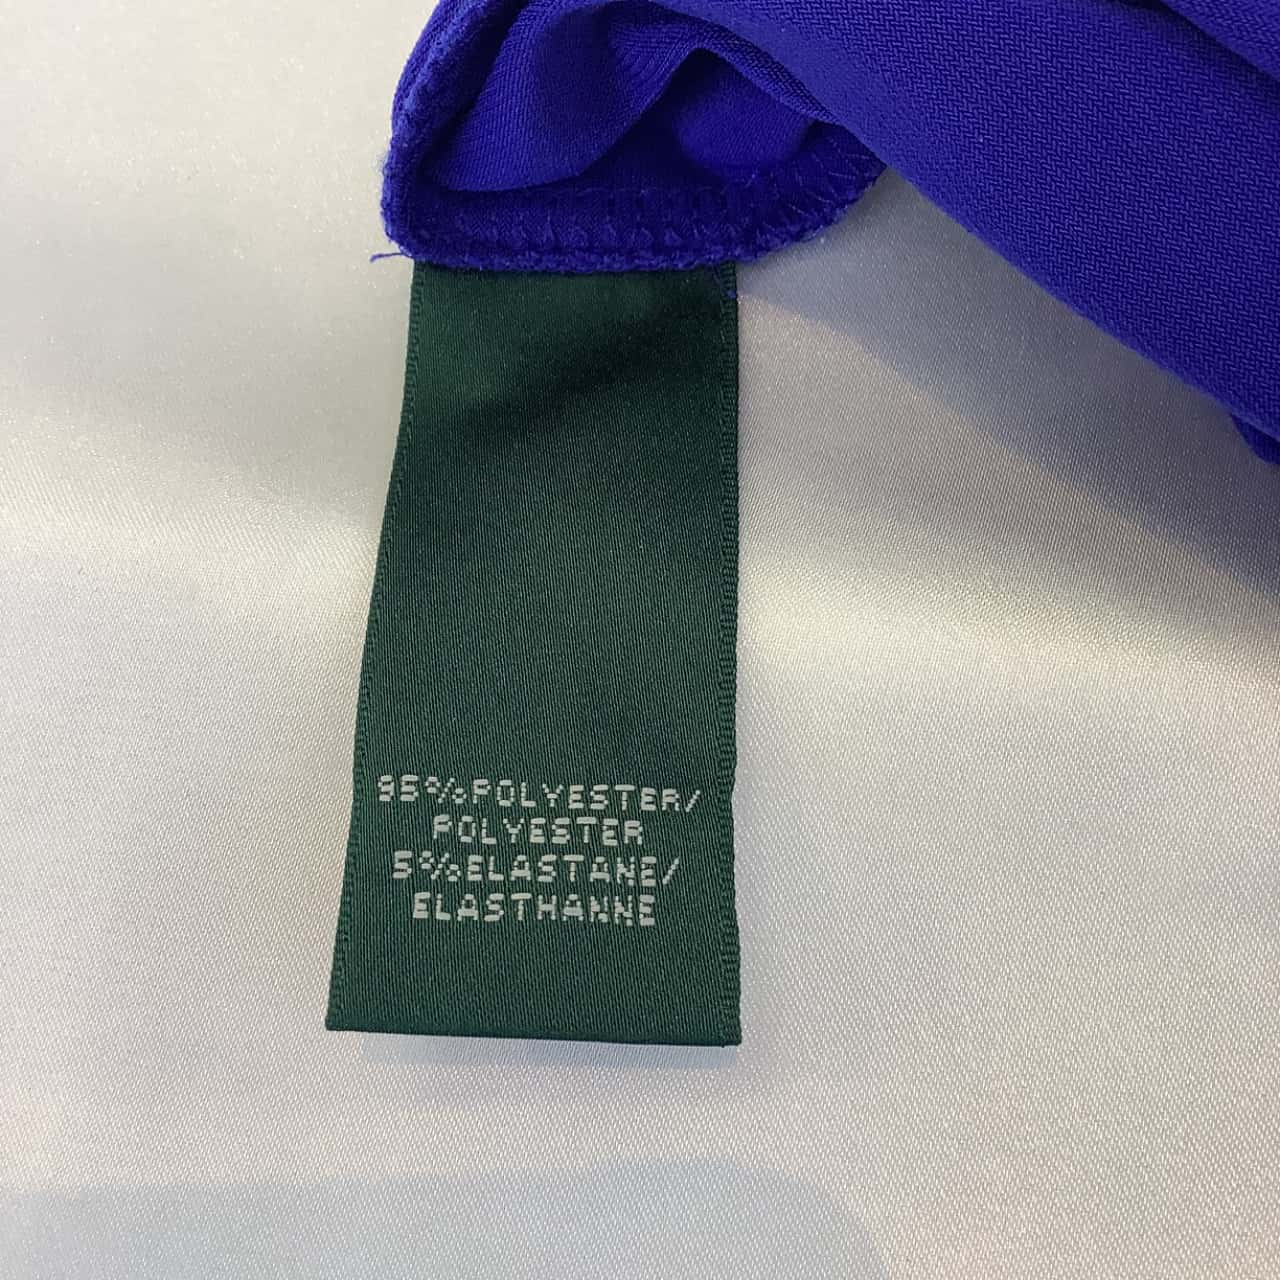 95%POLYESTER/
POLYESTER
5%ELASTANE/
ELASTHANNE